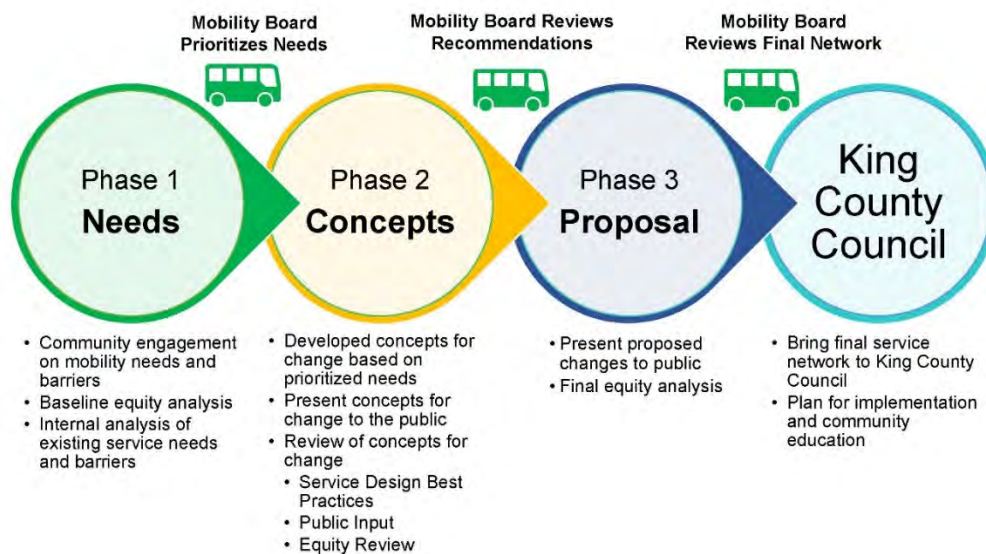 Mobility Board
Prioritizes Needs
Mobility Board Reviews
Recommendations
Mobility Board
Reviews Final Network
Phase 1
Needs
Phase 2
Concepts
Phase 3
Proposal
King
County
Council
• Community engagement
on mobility needs and
barriers
• Baseline equity analysis
• Internal analysis of
existing service needs
and barriers
• Developed concepts for
change based on
prioritized needs
• Present concepts for
change to the public
• Review of concepts for
change
• Service Design Best
Practices
• Public Input
• Equity Review
• Present proposed
changes to public
• Final equity analysis
• Bring final service
network to King County
Council
• Plan for implementation
and community
education